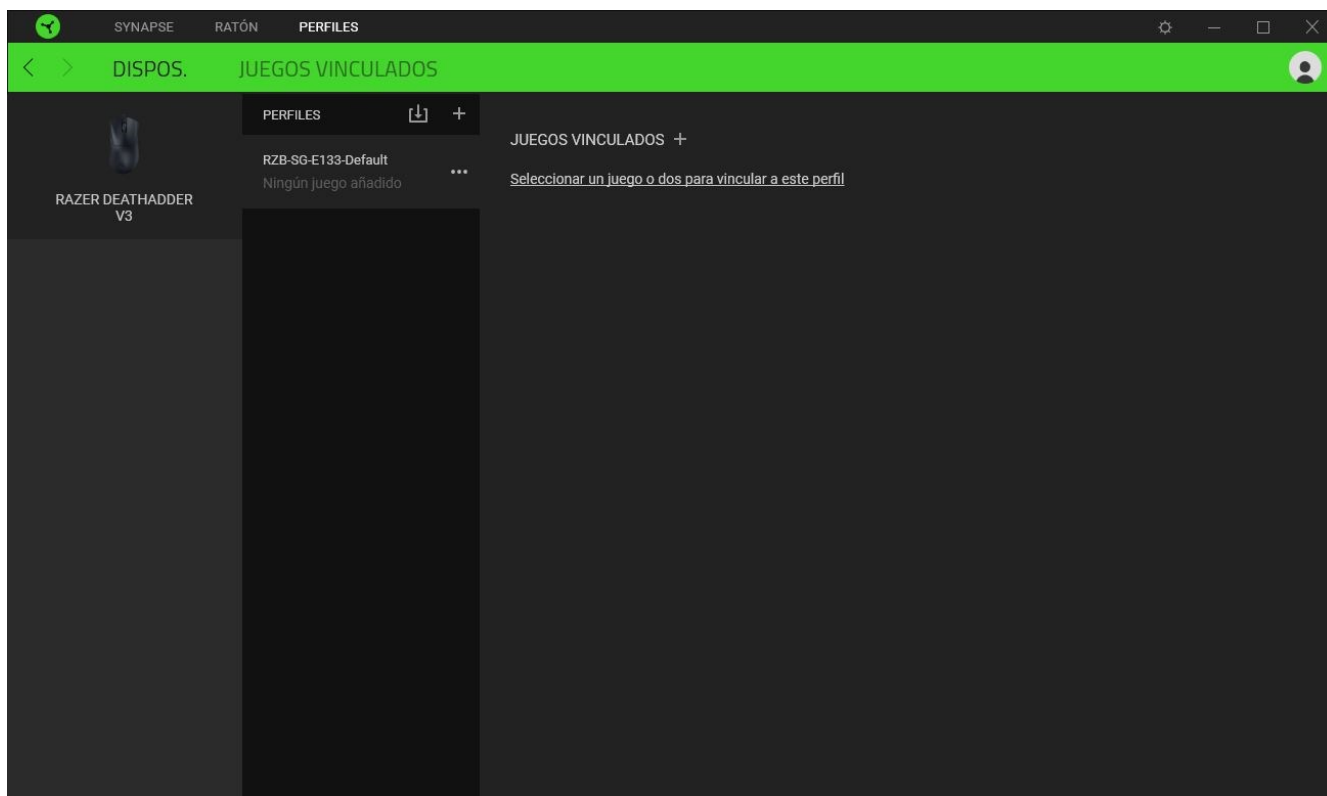 SYNAPSE RATÓN PERFILES
DISPOS. JUEGOS VINCULADOS
RAZER DEATHADDER
V3
PERFILES
RZB-SG-E133-Default
Ningún juego añadido
JUEGOS VINCULADOS
Seleccionar un juego o dos para vincular a este perfil